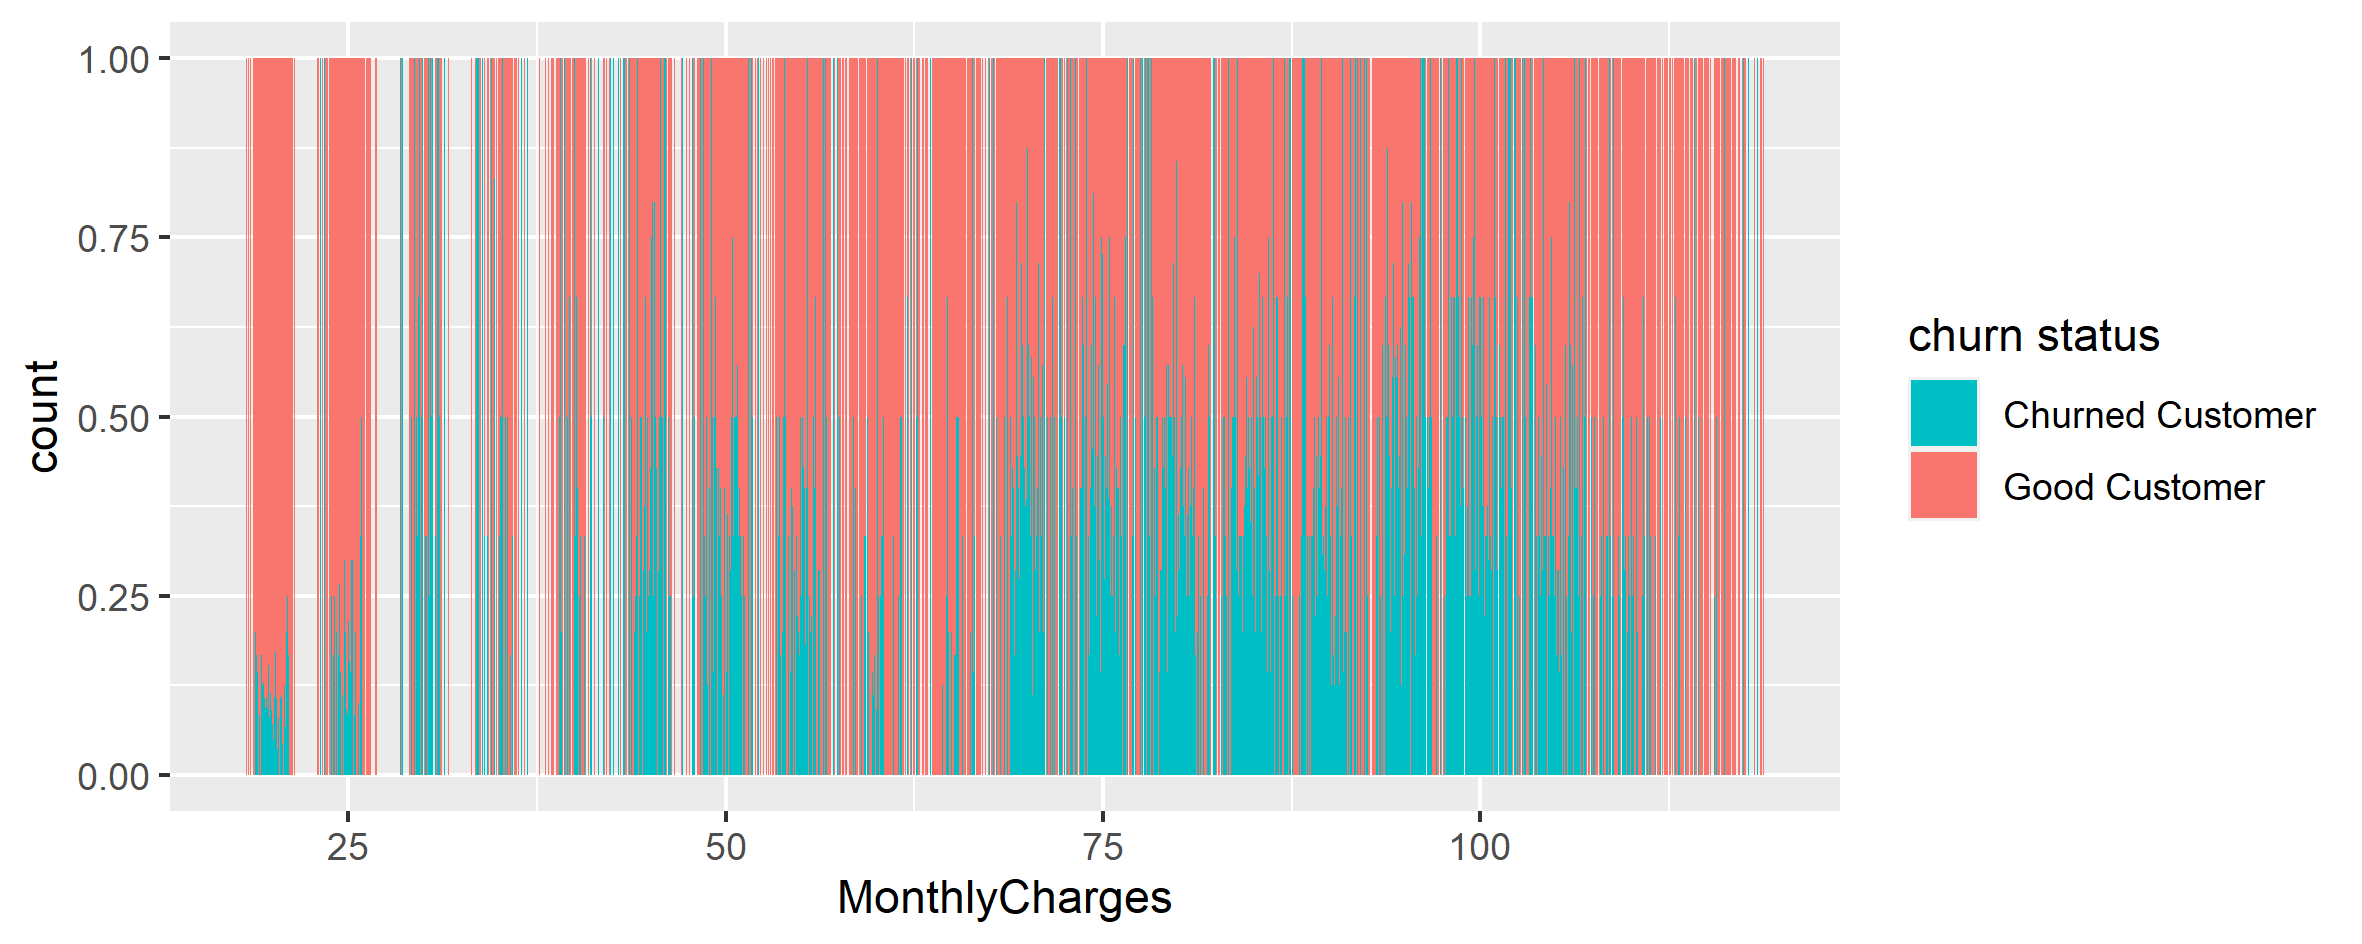 1.00
0.75
0.50
0.25
0.00
count
25
50
75
100
MonthlyCharges
churn status
Churned Customer
Good Customer